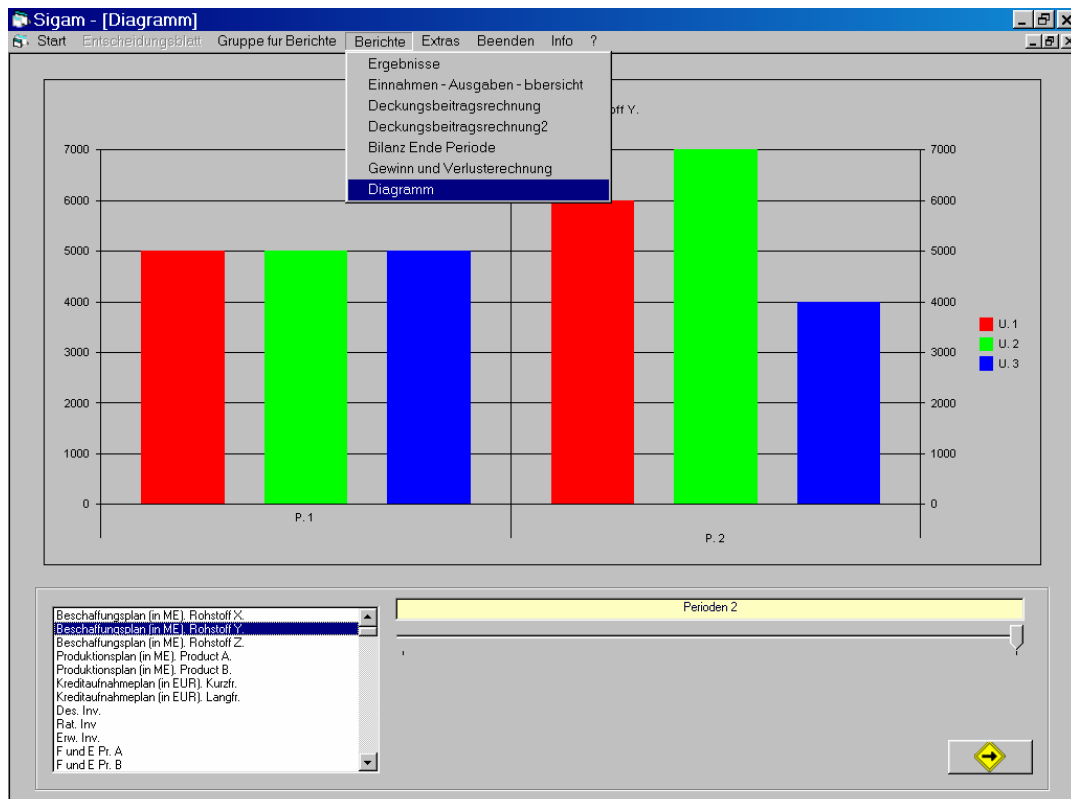 Sigam - [Diagramm]
Start Entscheidungsblatt Gruppe fur Berichte Berichte Extras Beenden Info ?
Ergebnisse
Einnahmen - Ausgaben - ьbersicht
Deckungsbeitragsrechnung
Deckungsbeitragsrechnung2
Bilanz Ende Periode
Gewinn und Verlusterechnung
Diagramm
off Y.
7000 7000
6000 6000
5000 5000
4000 4000
3000 3000
2000 2000
1000 1000
0 0
P. 1
P. 2
U. 1
U. 2
U. 3
Beschaffungsplan (in ME). Rohstoff X.
Beschaffungsplan (in ME). Rohstoff Y.
Beschaffungsplan (in ME). Rohstoff Z.
Produktionsplan (in ME). Product A.
Produktionsplan (in ME). Product B.
Kreditaufnahmeplan (in EUR). Kurzfr.
Kreditaufnahmeplan (in EUR). Langfr.
Des. Inv.
Rat. Inv
Erw. Inv.
F und E Pr. A
F und E Pr. B
Perioden 2